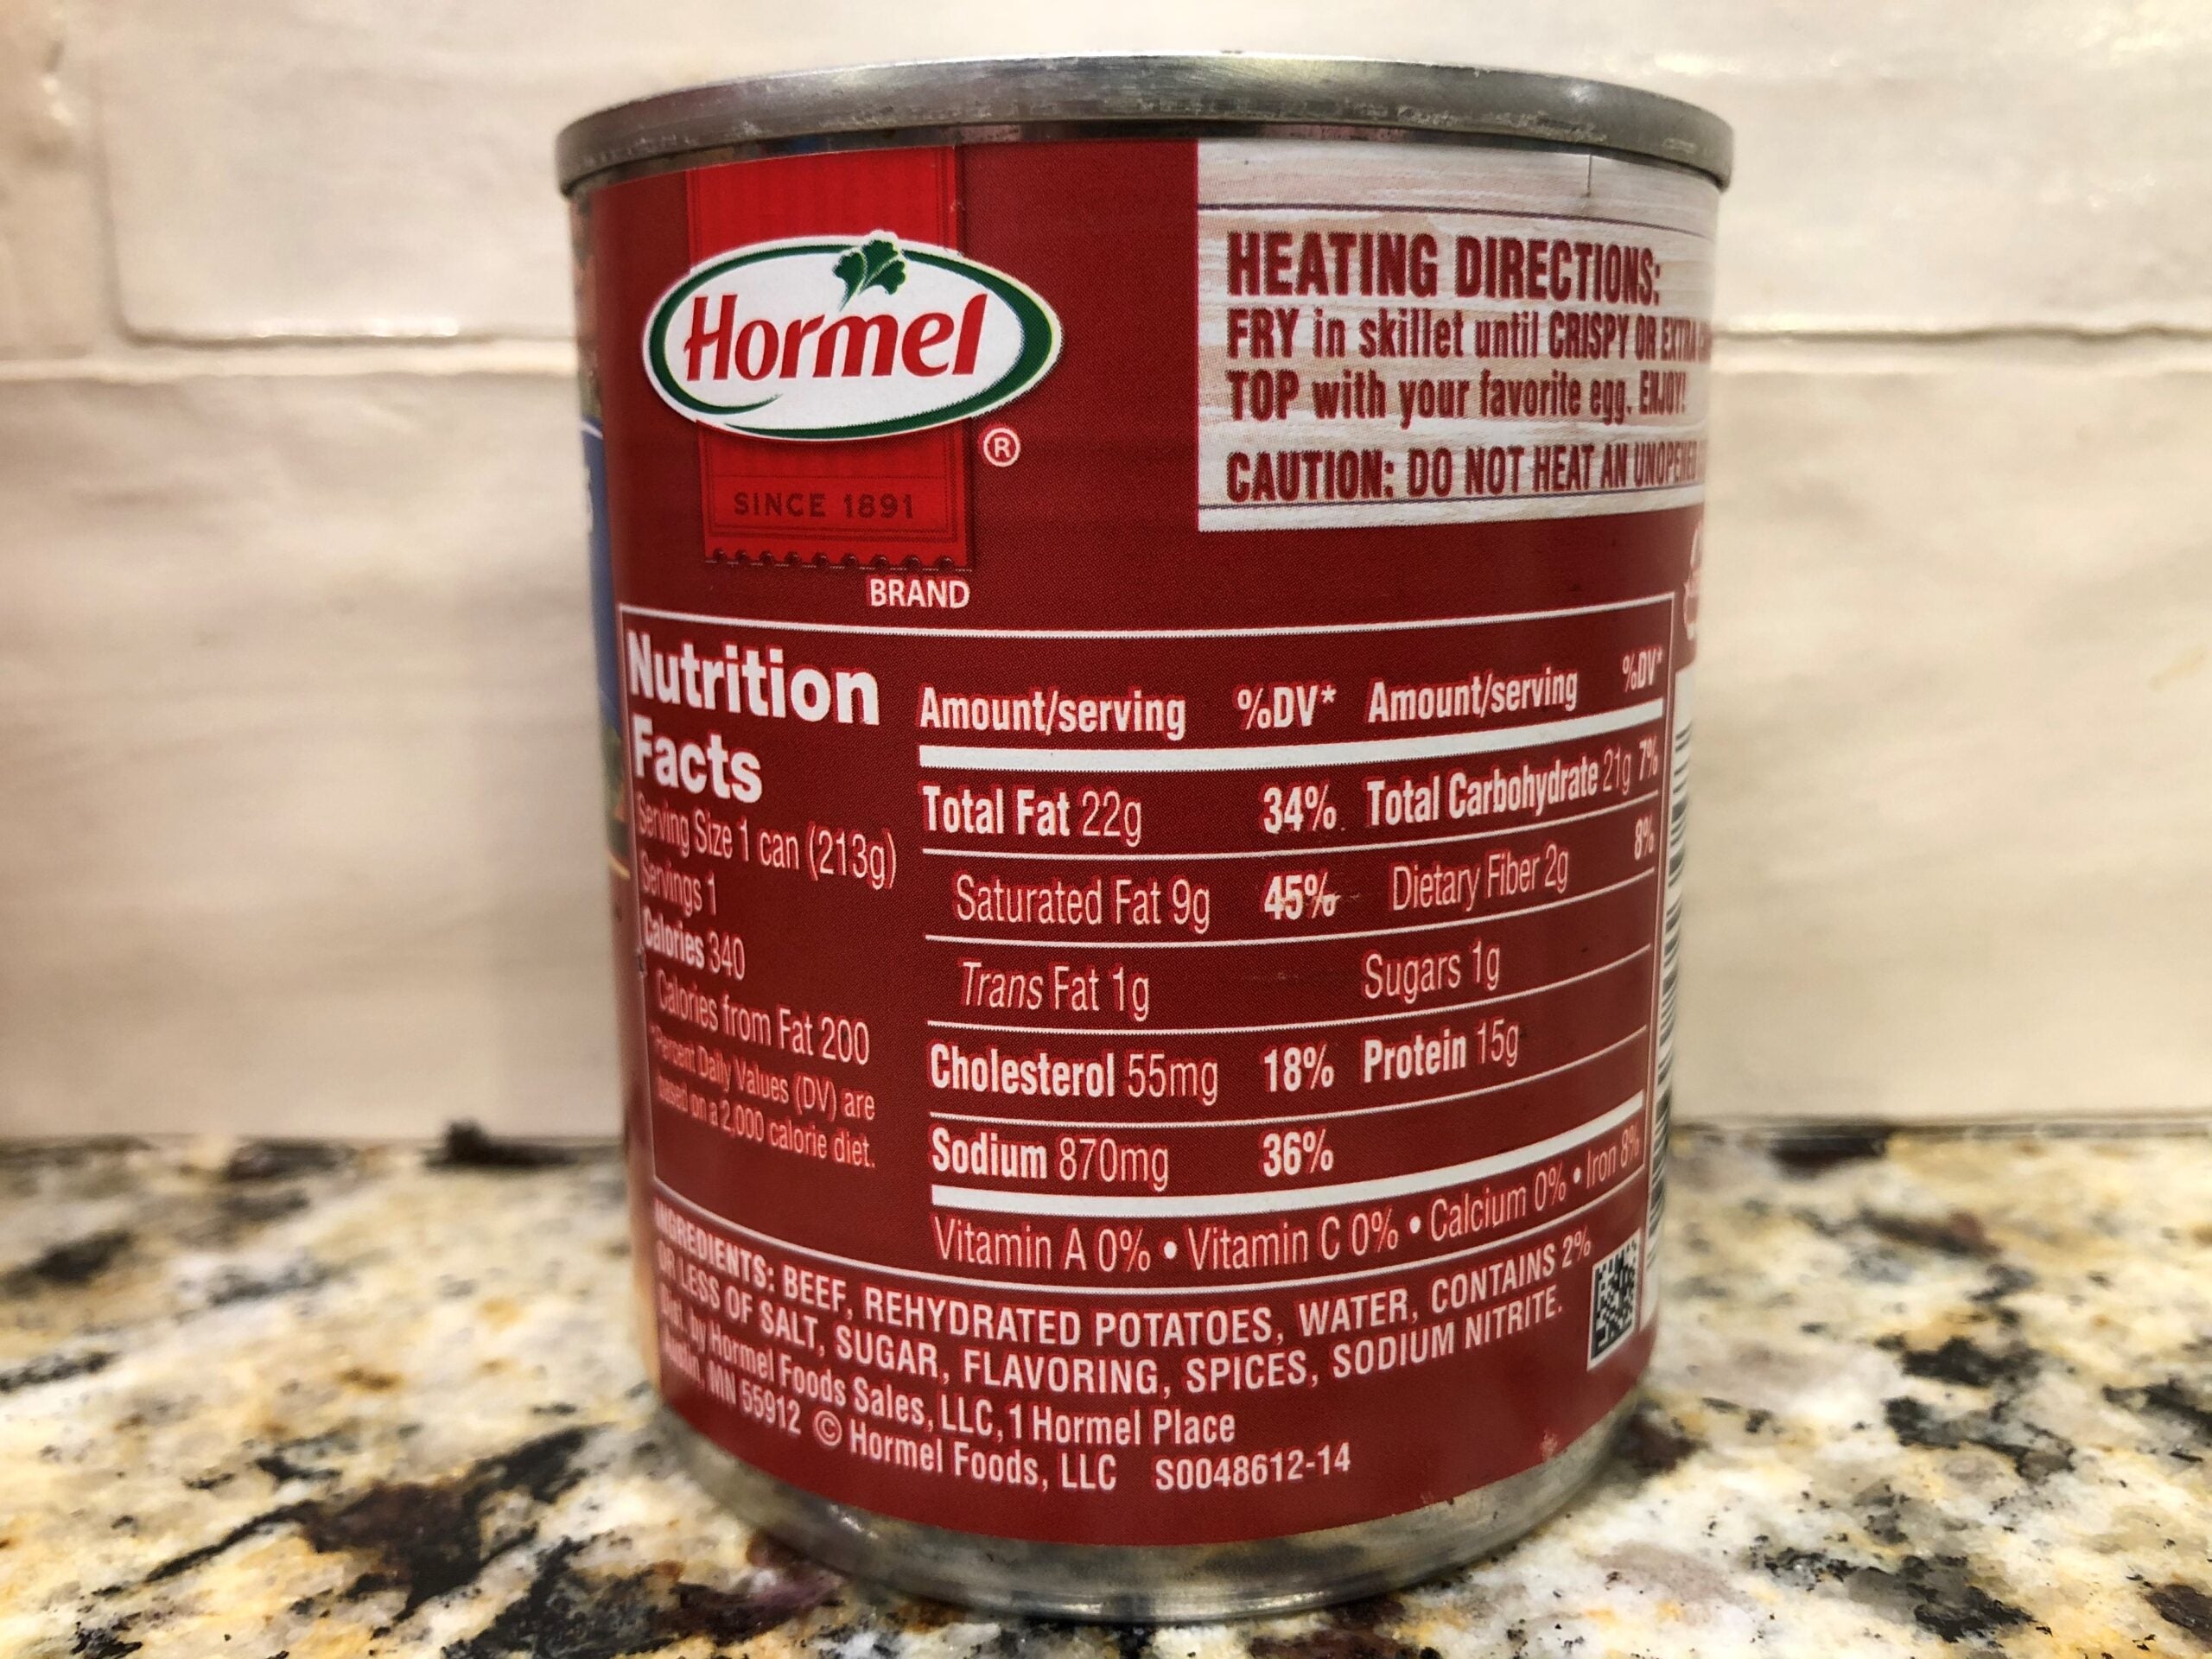 Hormel
®
SINCE 1891
BRAND
HEATING DIRECTIONS:
FRY in skillet until CRISPY OR EXTRA
TOP with your favorite egg. ENJOY!
CAUTION: DO NOT HEAT AN UNOPENED
Nutrition
Facts
Serving Size 1 can (213g)
Servings 1
Calories 340
Calories from Fat 200
*Percent Daily Values (DV) are
based on a 2,000 calorie diet.
Amount/serving %DV* Amount/serving %DV*
Total Fat 22g 34% Total Carbohydrate 21g 7%
Saturated Fat 9g 45% Dietary Fiber 2g 8%
Trans Fat 1g Sugars 1g
Cholesterol 55mg 18% Protein 15g
Sodium 870mg 36%
Vitamin A 0% • Vitamin C 0% • Calcium 0% • Iron 8%
INGREDIENTS: BEEF, REHYDRATED POTATOES, WATER, CONTAINS 2%
OR LESS OF SALT, SUGAR, FLAVORING, SPICES, SODIUM NITRITE.
Dist. by Hormel Foods Sales, LLC, 1 Hormel Place
Austin, MN 55912 © Hormel Foods, LLC S0048612-14